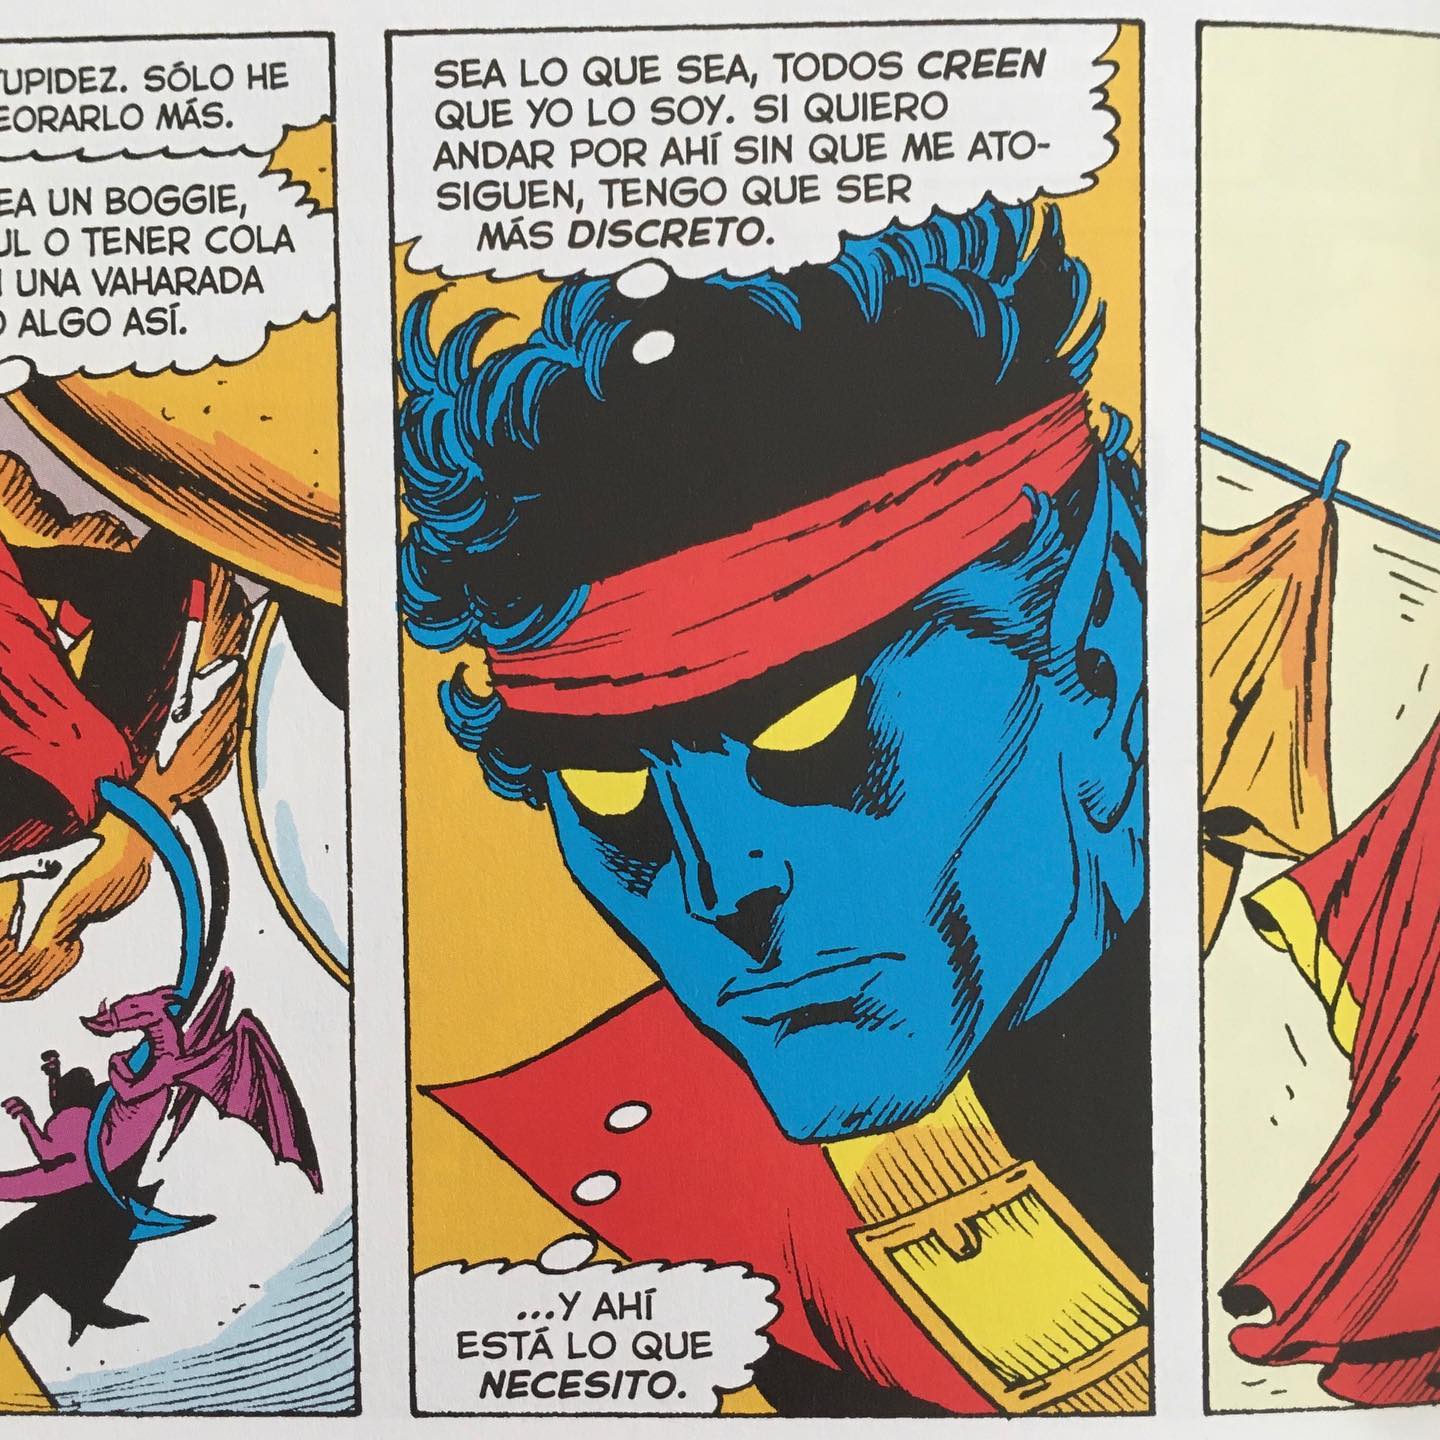 TUPIDEZ. SÓLO HE
EORARLO MÁS.
EA UN BOGGIE,
UL O TENER COLA
UNA VAHARADA
ALGO ASÍ.
SEA LO QUE SEA, TODOS CREEN
QUE YO LO SOY. SI QUIERO
ANDAR POR AHÍ SIN QUE ME ATO-
SIGUEN, TENGO QUE SER
MÁS DISCRETO.
...Y AHÍ
ESTÁ LO QUE
NECESITO.